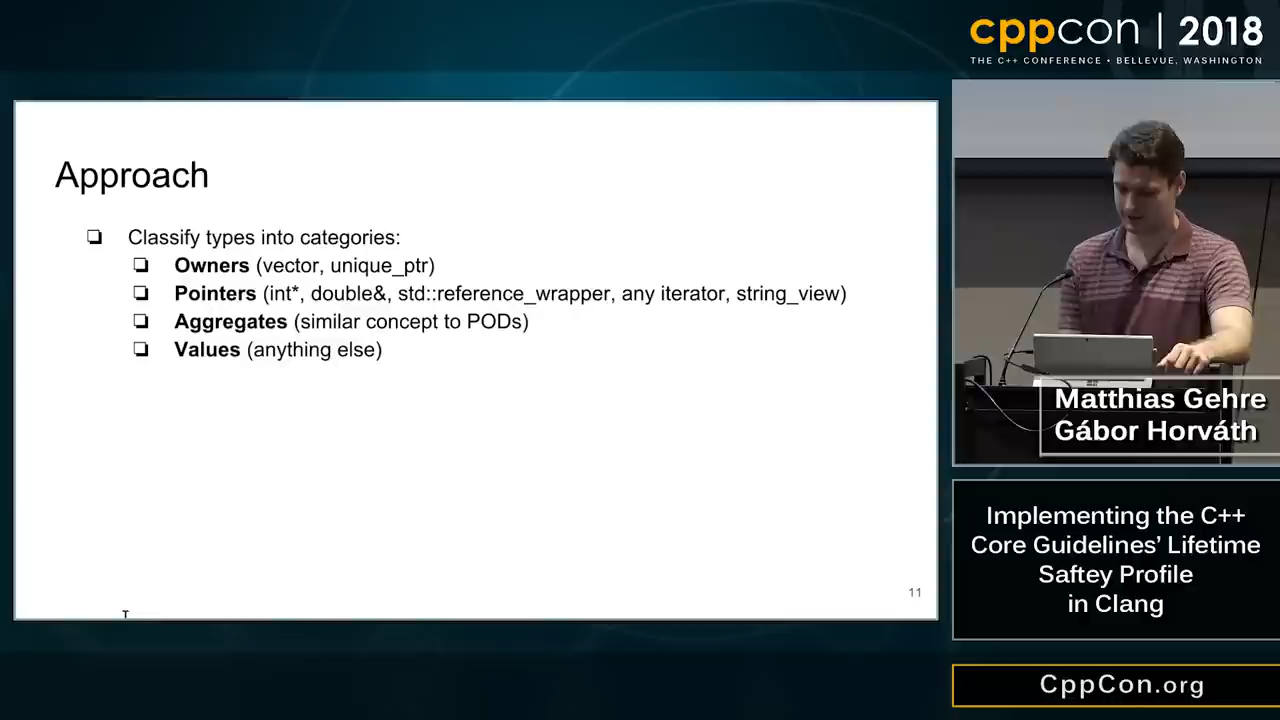 cppcon | 2018
THE C++ CONFERENCE • BELLEVUE, WASHINGTON
Approach
❏ Classify types into categories:
❏ Owners (vector, unique_ptr)
❏ Pointers (int*, double&, std::reference_wrapper, any iterator, string_view)
❏ Aggregates (similar concept to PODs)
❏ Values (anything else)
11
Matthias Gehre
Gábor Horváth
Implementing the C++
Core Guidelines’ Lifetime
Saftey Profile
in Clang
CppCon.org